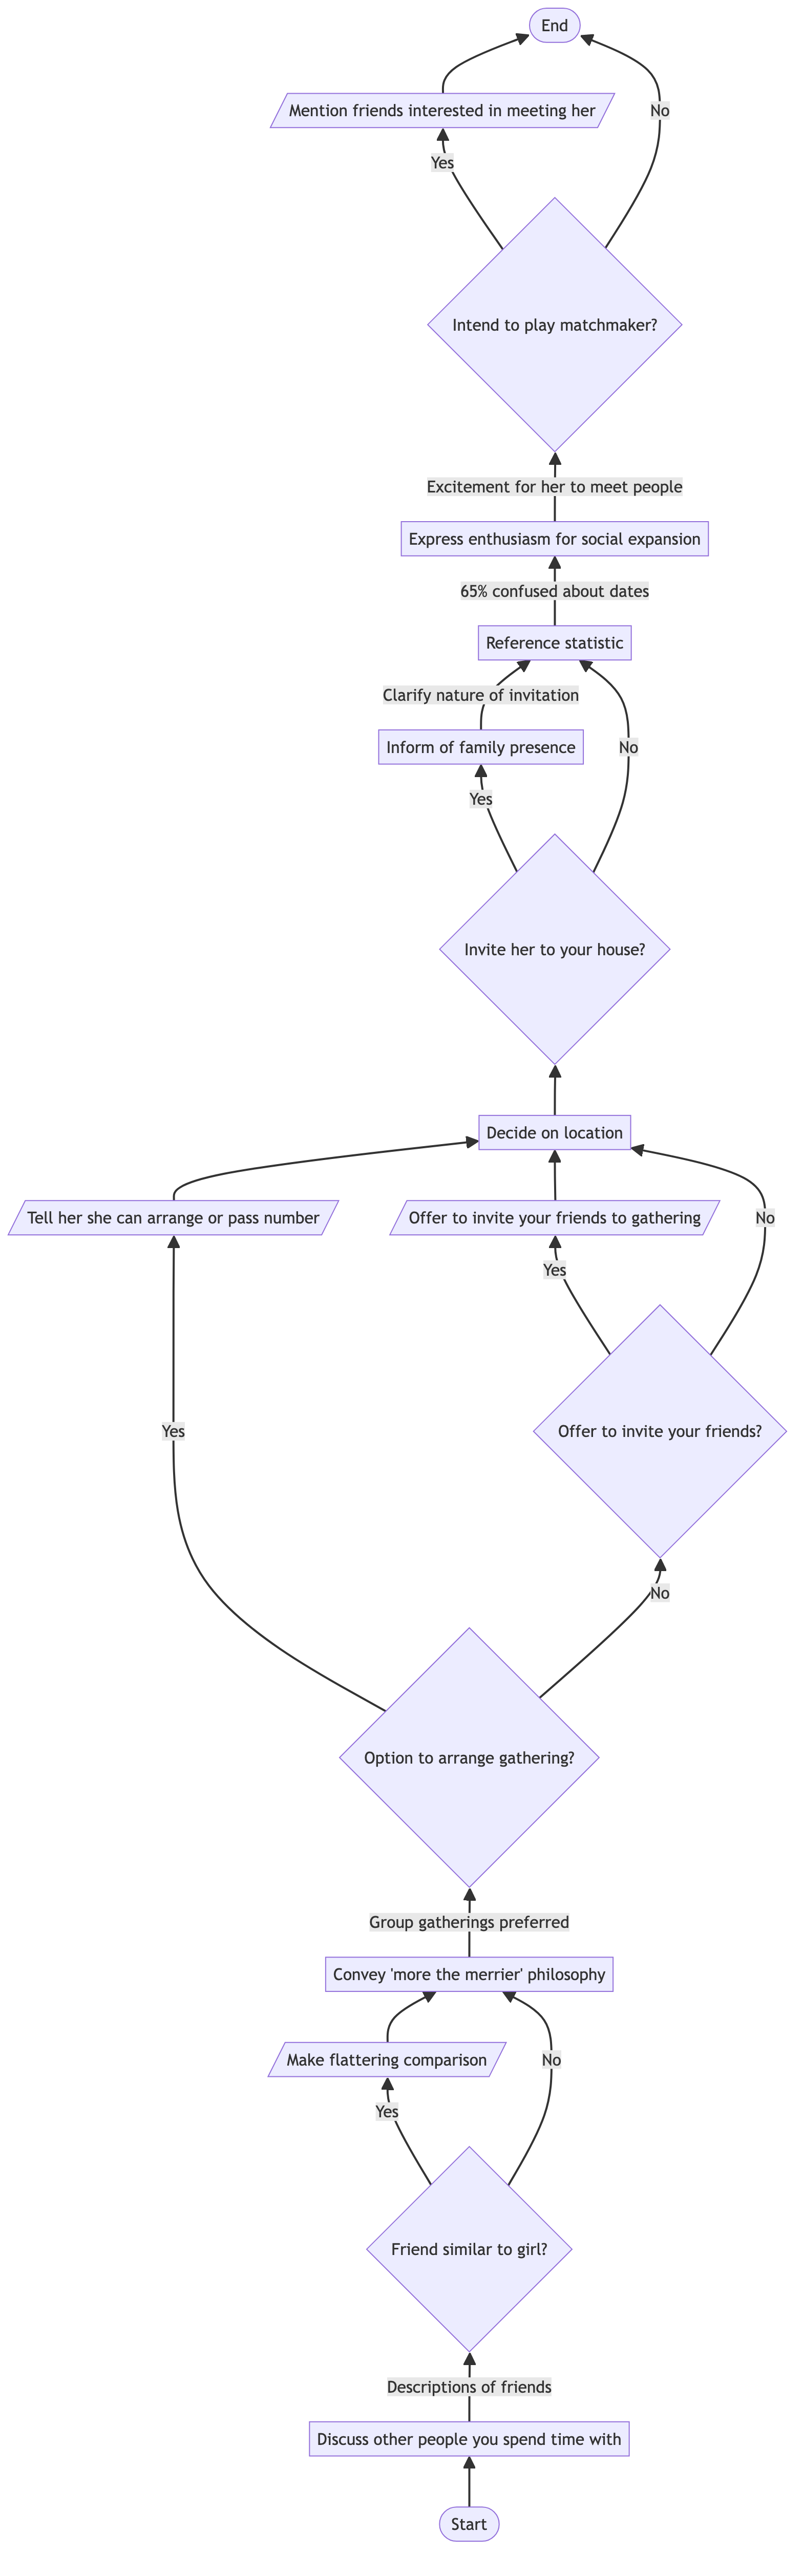 End
Mention friends interested in meeting her
No
Yes
Intend to play matchmaker?
Excitement for her to meet people
Express enthusiasm for social expansion
65% confused about dates
Reference statistic
Clarify nature of invitation
Inform of family presence
No
Yes
Invite her to your house?
Decide on location
Tell her she can arrange or pass number
Offer to invite your friends to gathering
No
Yes
Offer to invite your friends?
Yes
No
Option to arrange gathering?
Group gatherings preferred
Convey 'more the merrier' philosophy
Make flattering comparison
No
Yes
Friend similar to girl?
Descriptions of friends
Discuss other people you spend time with
Start